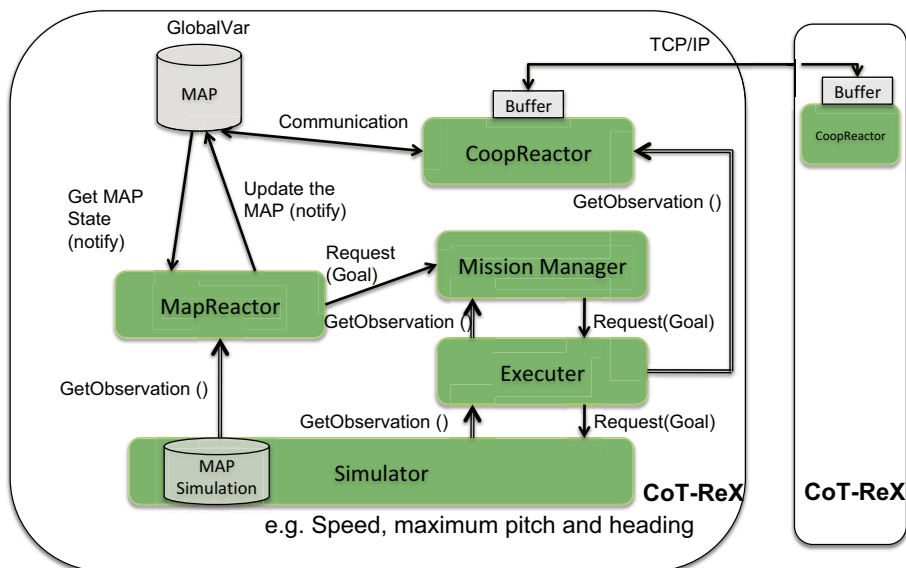 GlobalVar
MAP
TCP/IP
Buffer
Buffer
CoopReactor
CoopReactor
Communication
Get MAP
State
(notify)
Update the
MAP (notify)
GetObservation ()
Request
(Goal)
Mission Manager
MapReactor
GetObservation ()
Request(Goal)
Executer
GetObservation ()
GetObservation ()
Request(Goal)
MAP
Simulation
Simulator
CoT-ReX
CoT-ReX
e.g. Speed, maximum pitch and heading